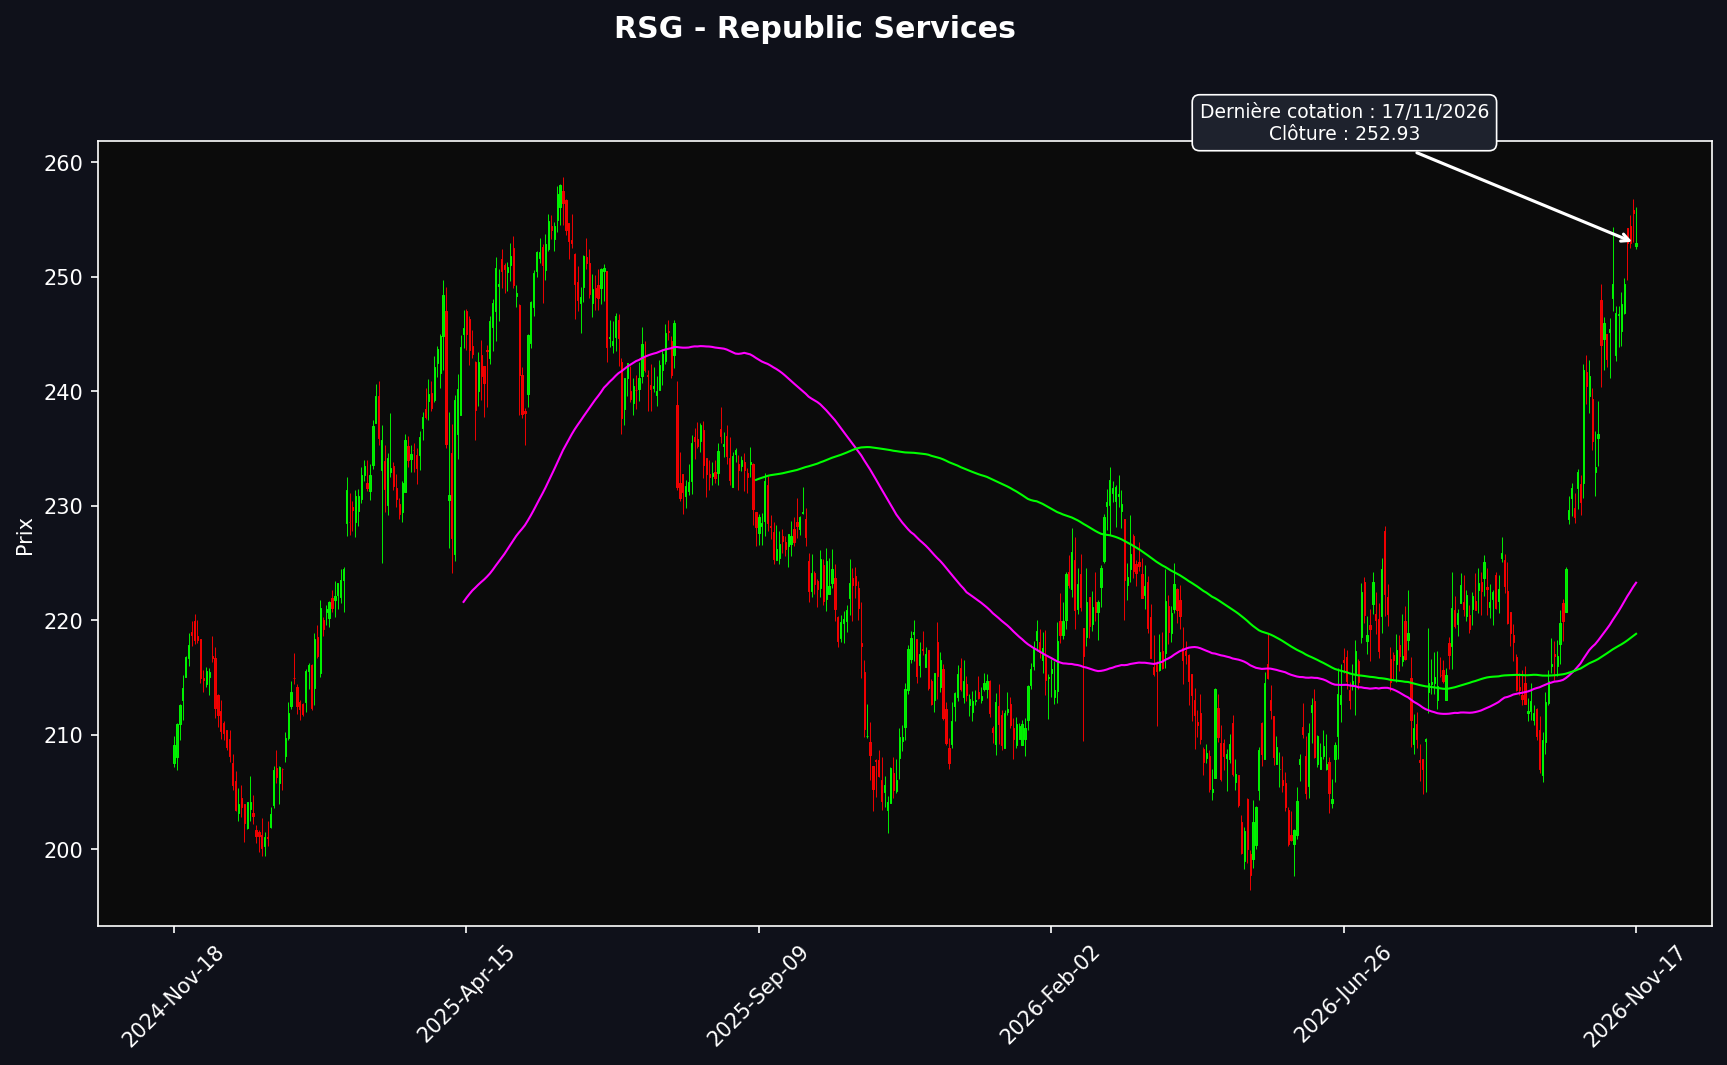 RSG - Republic Services
Dernière cotation : 17/11/2026
Clôture : 252.93
260
250
240
230
220
210
200
Prix
2024-Nov-18
2025-Apr-15
2025-Sep-09
2026-Feb-02
2026-Jun-26
2026-Nov-17